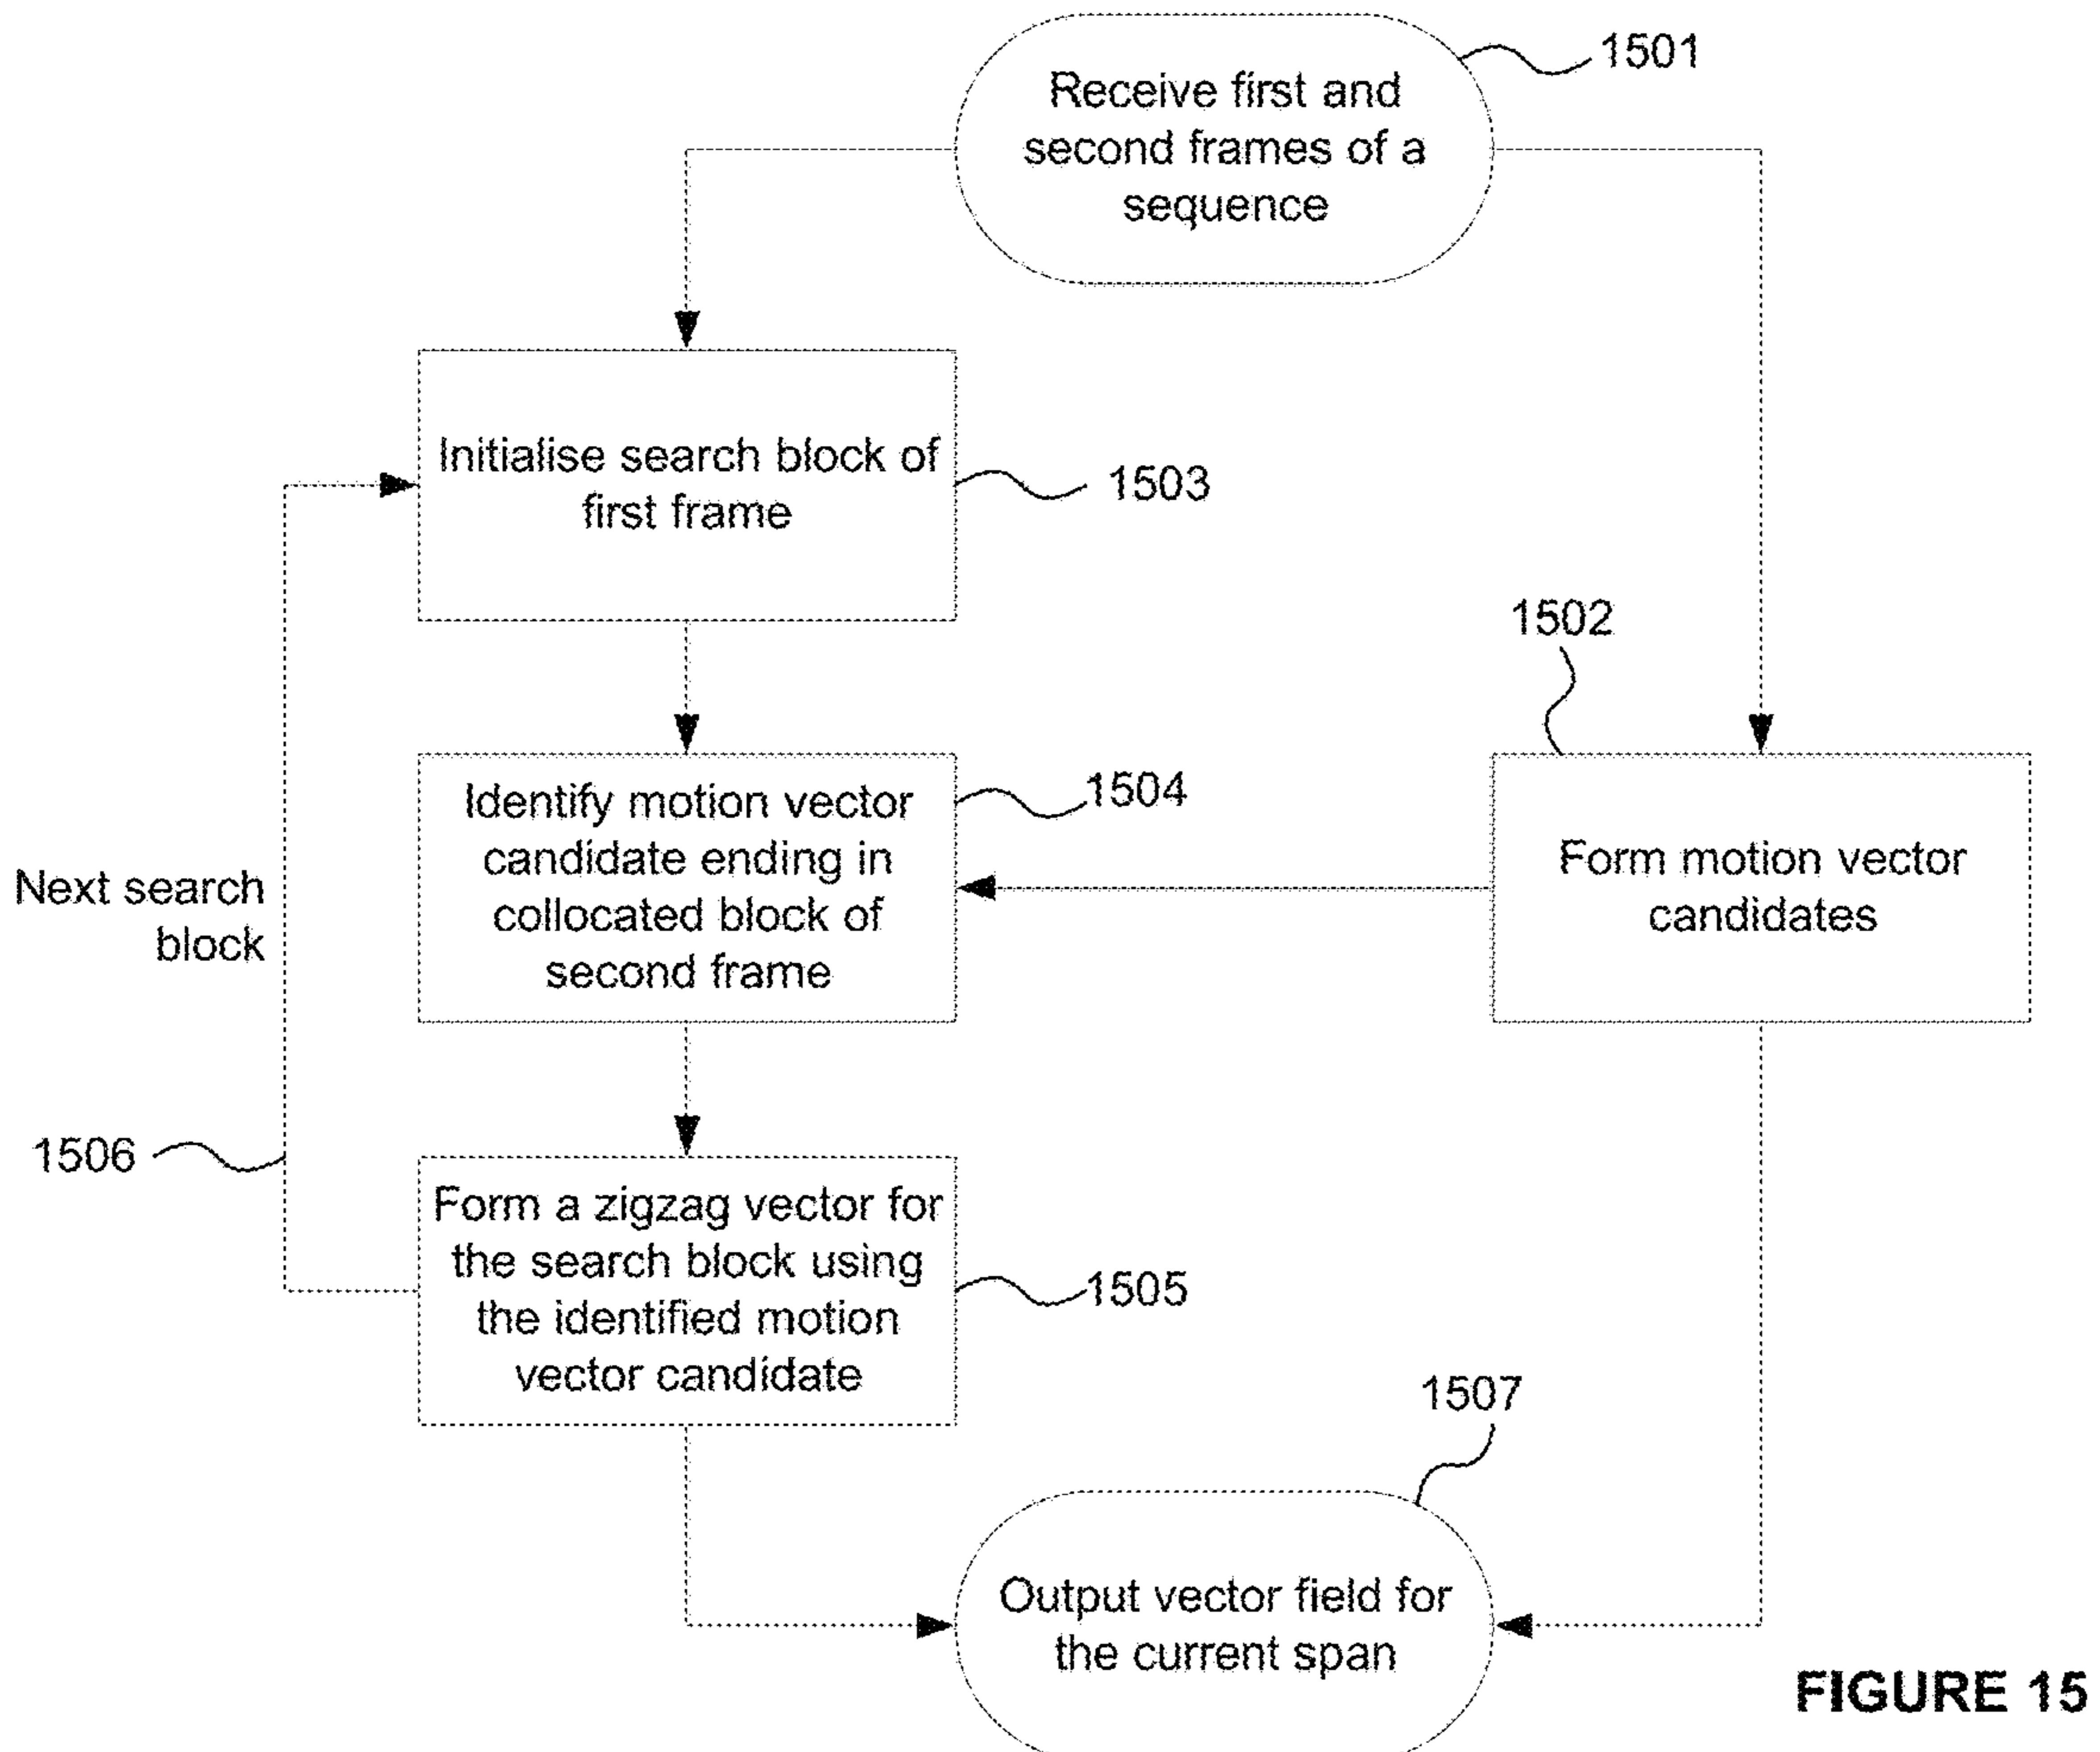 1501
Receive first and
second frames of a
sequence
Initialise search block of
first frame
1503
1502
Identify motion vector
candidate ending in
collocated block of
second frame
1504
Form motion vector
candidates
Next search
block
1506
Form a zigzag vector for
the search block using
the identified motion
vector candidate
1505
1507
Output vector field for
the current span
FIGURE 15